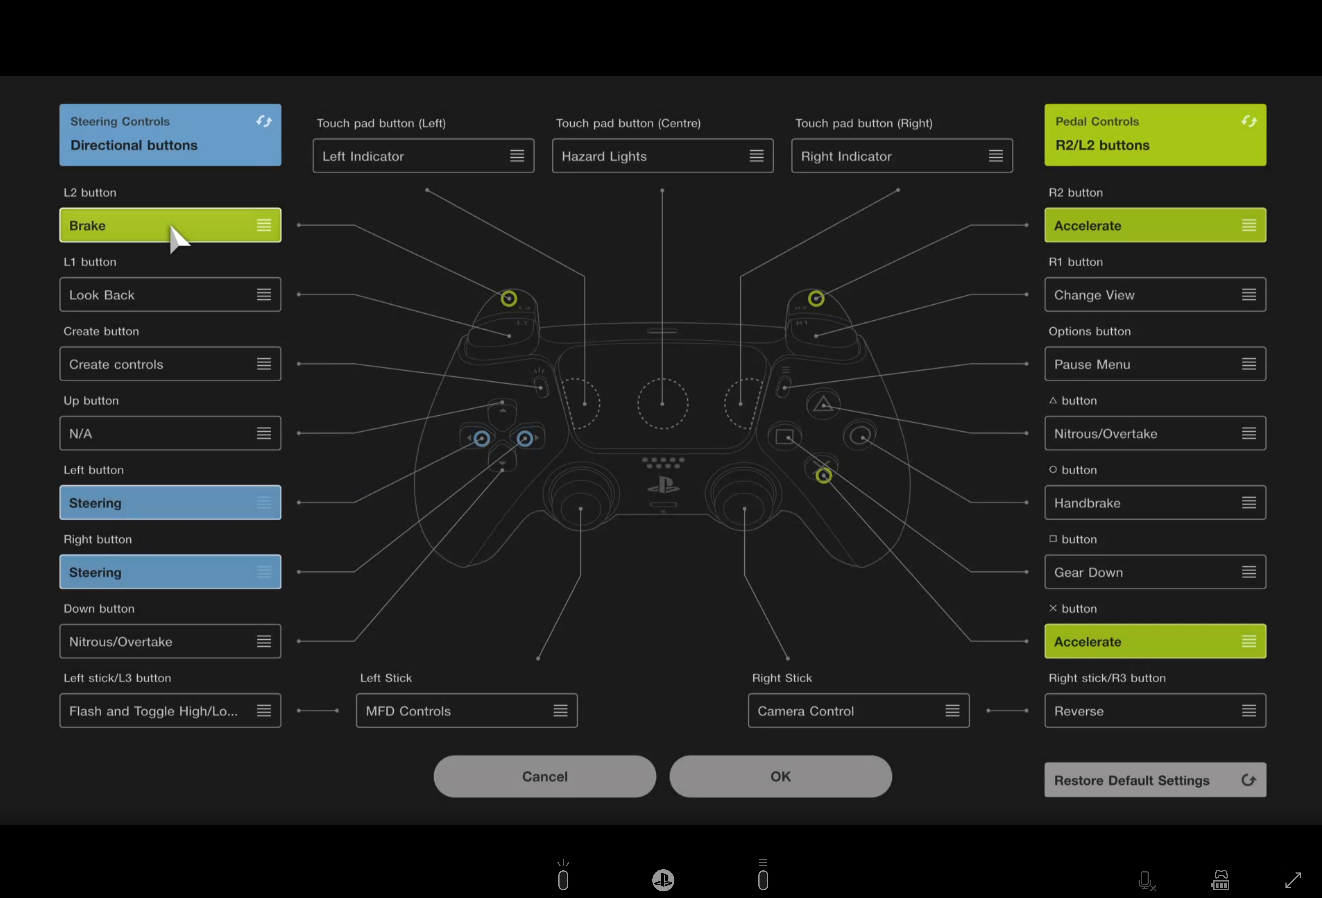 Steering Controls
Directional buttons
Touch pad button (Left)
Left Indicator
Touch pad button (Centre)
Hazard Lights
Touch pad button (Right)
Right Indicator
Pedal Controls
R2/L2 buttons
L2 button
Brake
L1 button
Look Back
Create button
Create controls
Up button
N/A
Left button
Steering
Right button
Steering
Down button
Nitrous/Overtake
Left stick/L3 button
Flash and Toggle High/Lo...
Left Stick
MFD Controls
Right Stick
Camera Control
R2 button
Accelerate
R1 button
Change View
Options button
Pause Menu
△ button
Nitrous/Overtake
○ button
Handbrake
□ button
Gear Down
× button
Accelerate
Right stick/R3 button
Reverse
Cancel
OK
Restore Default Settings